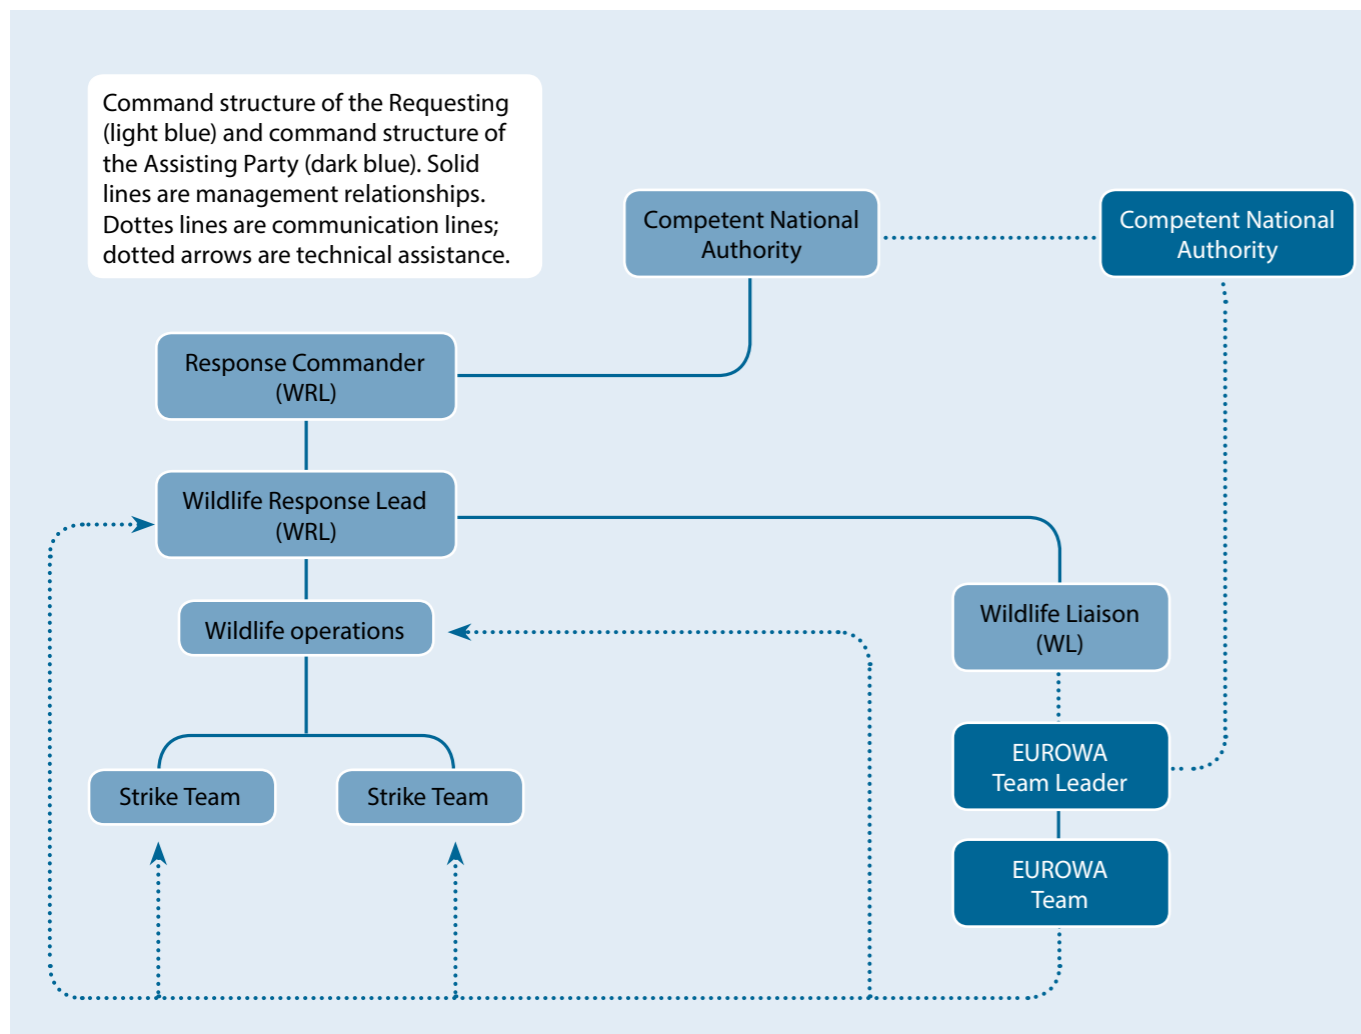 Command structure of the Requesting
(light blue) and command structure of
the Assisting Party (dark blue). Solid
lines are management relationships.
Dottes lines are communication lines;
dotted arrows are technical assistance.
Competent National
Authority
Competent National
Authority
Response Commander
(WRL)
Wildlife Response Lead
(WRL)
Wildlife operations
Wildlife Liaison
(WL)
EUROWA
Team Leader
Strike Team
Strike Team
EUROWA
Team